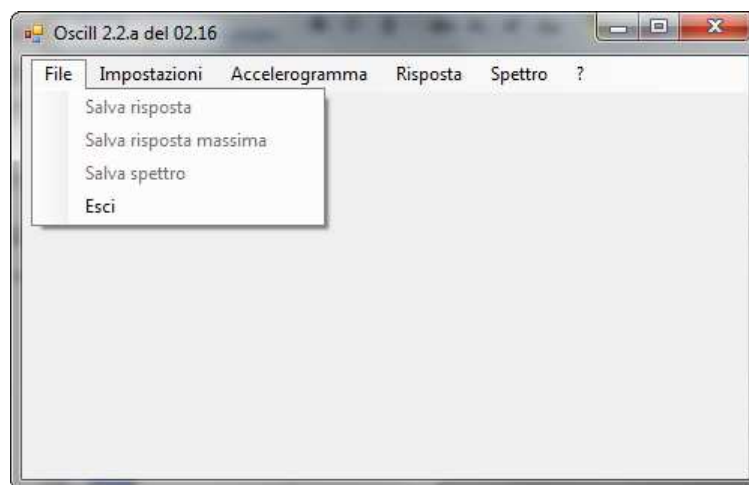 Oscill 2.2.a del 02.16
File Impostazioni Accelerogramma Risposta Spettro ?
Salva risposta
Salva risposta massima
Salva spettro
Esci